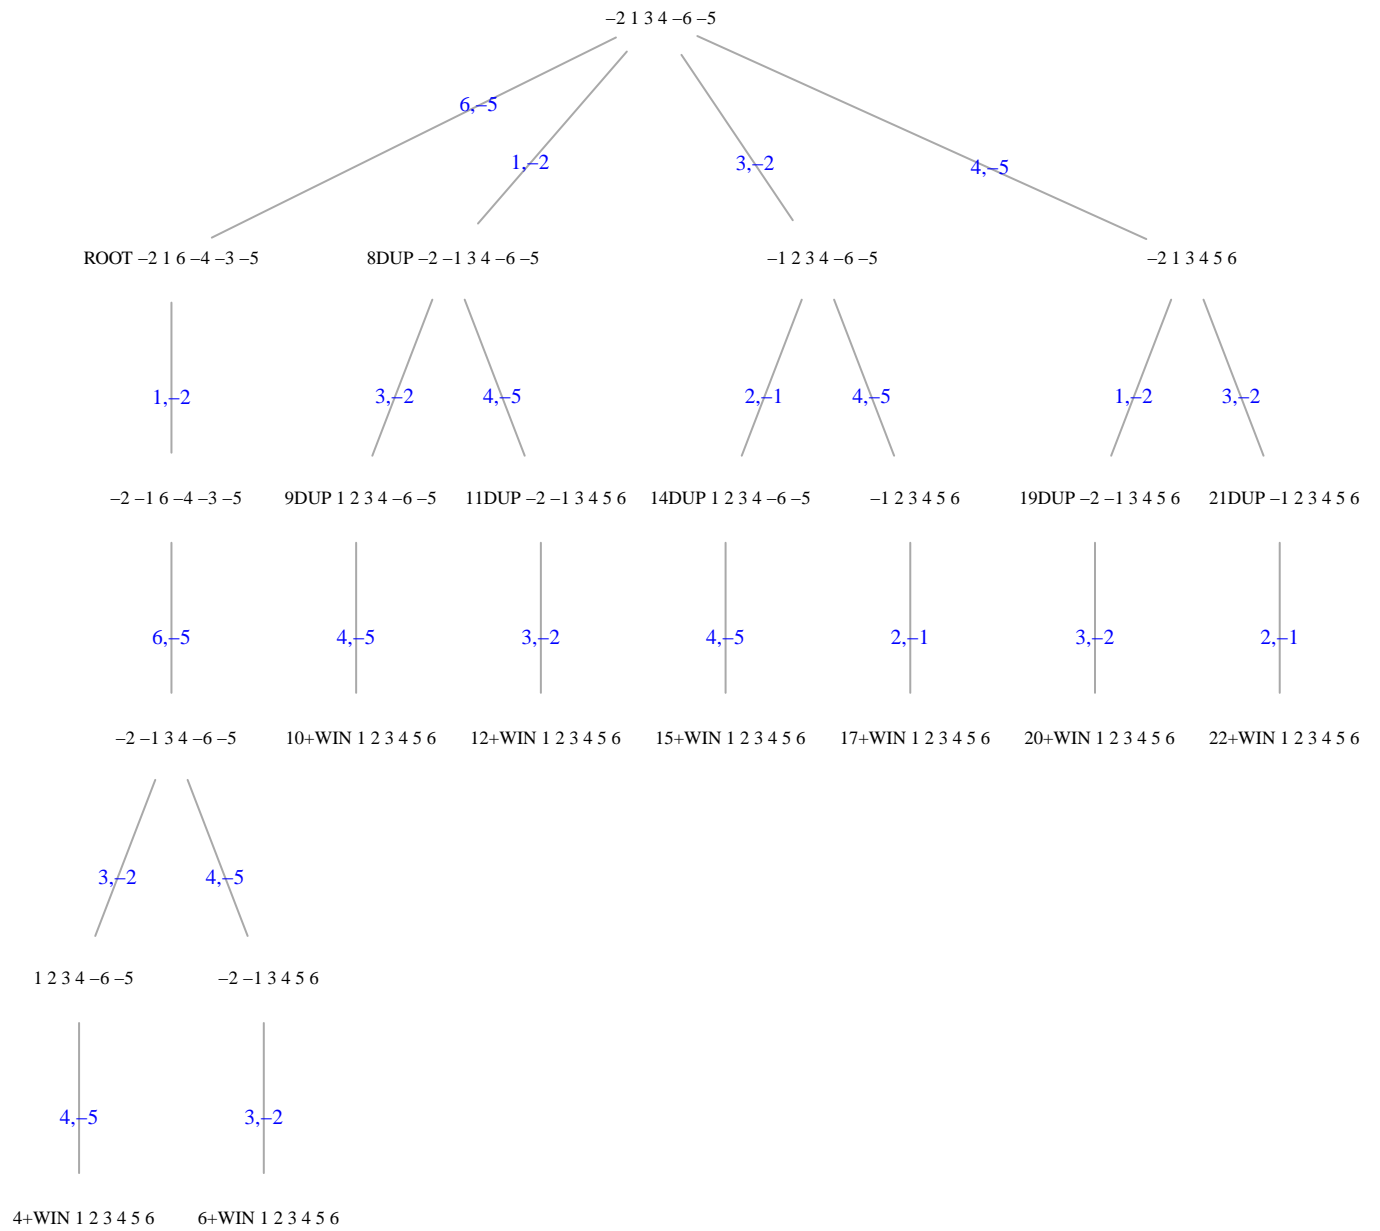 –2 1 3 4 –6 –5
6,–5
1,–2
3,–2
4,–5
ROOT –2 1 6 –4 –3 –5
8DUP –2 –1 3 4 –6 –5
–1 2 3 4 –6 –5
–2 1 3 4 5 6
1,–2
3,–2
4,–5
2,–1
4,–5
1,–2
3,–2
–2 –1 6 –4 –3 –5
9DUP 1 2 3 4 –6 –5
11DUP –2 –1 3 4 5 6
14DUP 1 2 3 4 –6 –5
–1 2 3 4 5 6
19DUP –2 –1 3 4 5 6
21DUP –1 2 3 4 5 6
6,–5
4,–5
3,–2
4,–5
2,–1
3,–2
2,–1
–2 –1 3 4 –6 –5
10+WIN 1 2 3 4 5 6
12+WIN 1 2 3 4 5 6
15+WIN 1 2 3 4 5 6
17+WIN 1 2 3 4 5 6
20+WIN 1 2 3 4 5 6
22+WIN 1 2 3 4 5 6
3,–2
4,–5
1 2 3 4 –6 –5
–2 –1 3 4 5 6
4,–5
3,–2
4+WIN 1 2 3 4 5 6
6+WIN 1 2 3 4 5 6